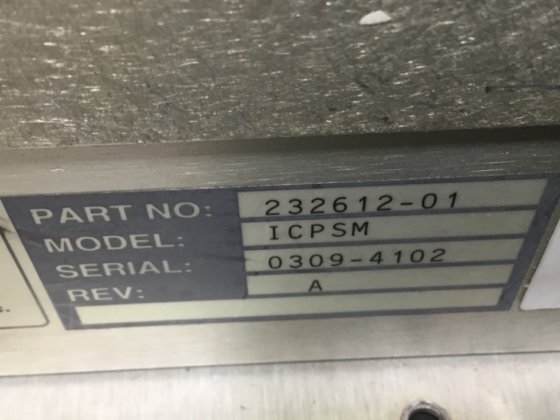 PART NO: 232612-01
MODEL: ICPSM
SERIAL: 0309-4102
REV: A
s.